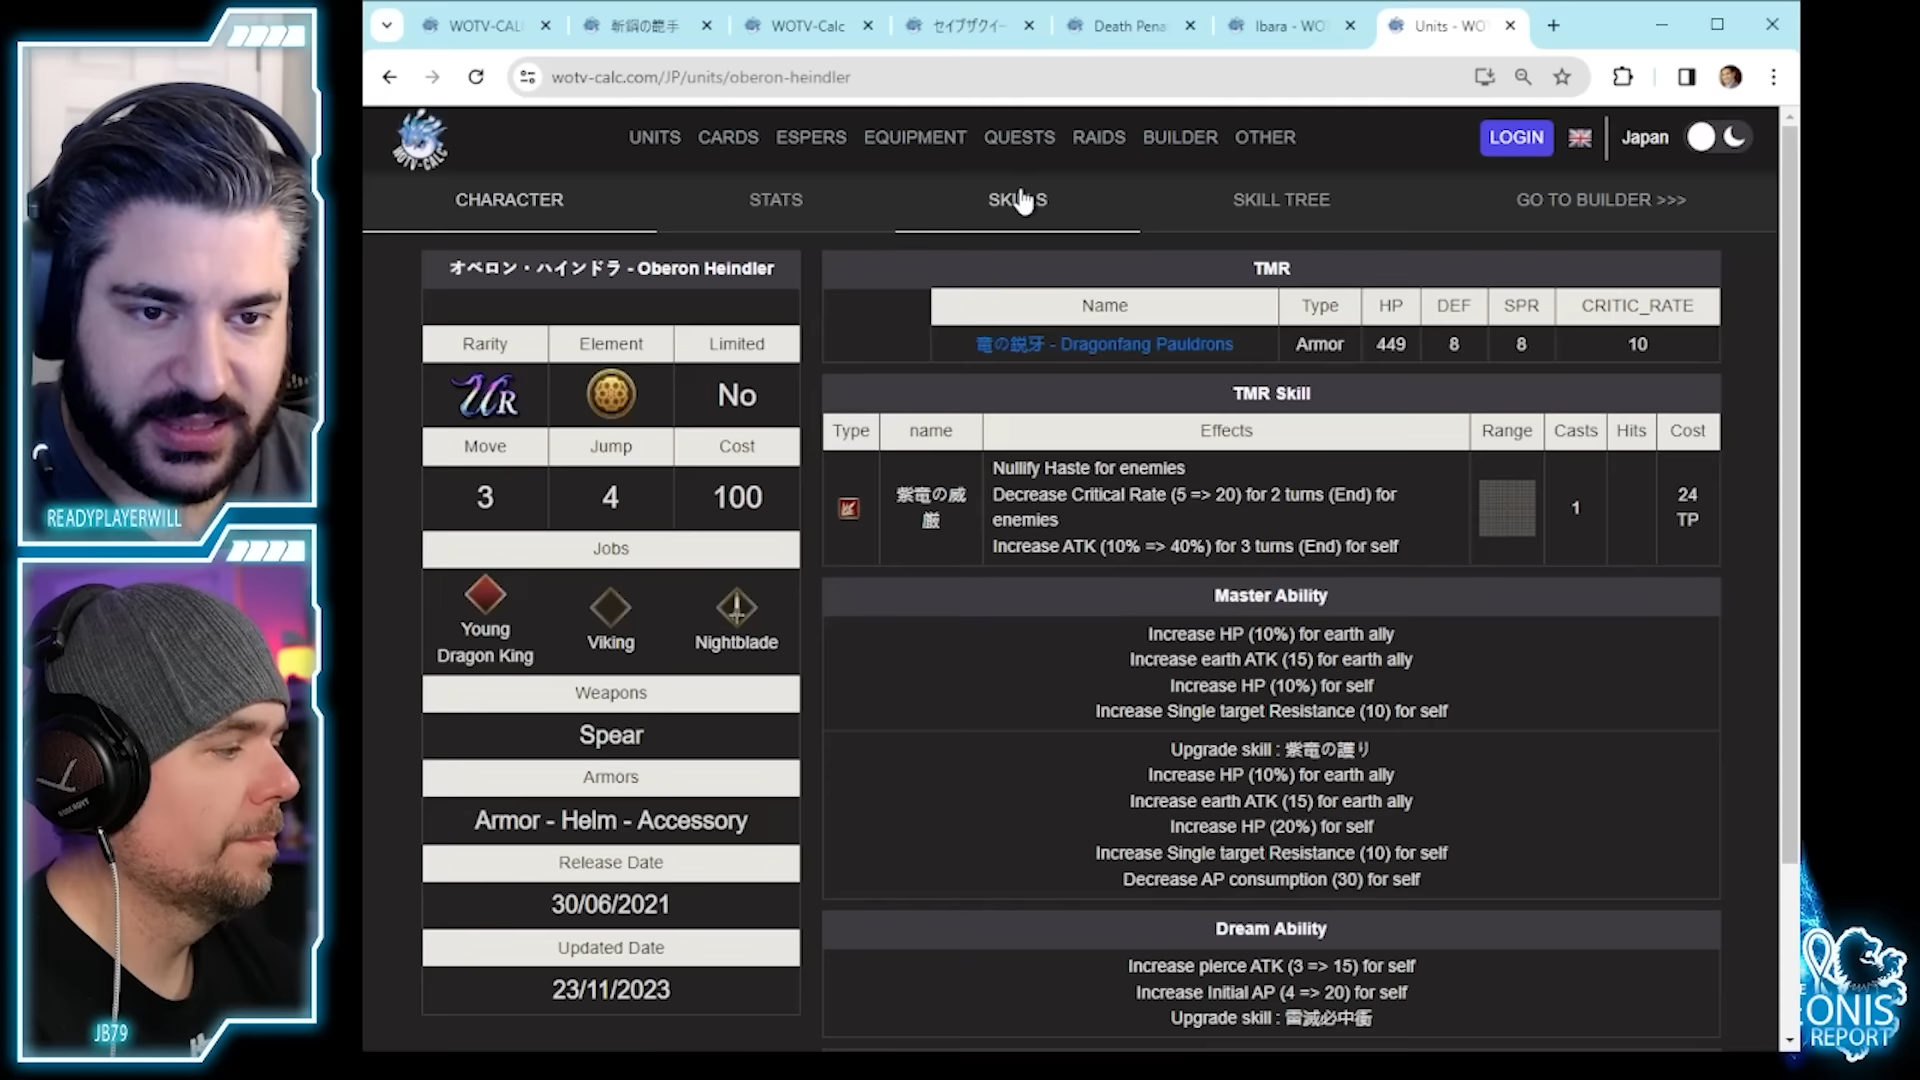 WOTV-CAL
斬鋼の籠手
WOTV-Calc
セイブザクイー
Death Pena
Ibara - WO
Units - WO
wotv-calc.com/JP/units/oberon-heindler
WOTV-CALC
UNITS CARDS ESPERS EQUIPMENT QUESTS RAIDS BUILDER OTHER
LOGIN
Japan
CHARACTER STATS SKILLS SKILL TREE GO TO BUILDER >>>
オベロン・ハインドラ - Oberon Heindler
Rarity Element Limited
UR No
Move Jump Cost
3 4 100
Jobs
Young Dragon King
Viking
Nightblade
Weapons
Spear
Armors
Armor - Helm - Accessory
Release Date
30/06/2021
Updated Date
23/11/2023
TMR
Name Type HP DEF SPR CRITIC_RATE
竜の鋭牙 - Dragonfang Pauldrons Armor 449 8 8 10
TMR Skill
Type name Effects Range Casts Hits Cost
紫竜の威厳
Nullify Haste for enemies
Decrease Critical Rate (5 => 20) for 2 turns (End) for
enemies
Increase ATK (10% => 40%) for 3 turns (End) for self
1
24
TP
Master Ability
Increase HP (10%) for earth ally
Increase earth ATK (15) for earth ally
Increase HP (10%) for self
Increase Single target Resistance (10) for self
Upgrade skill : 紫竜の護り
Increase HP (10%) for earth ally
Increase earth ATK (15) for earth ally
Increase HP (20%) for self
Increase Single target Resistance (10) for self
Decrease AP consumption (30) for self
Dream Ability
Increase pierce ATK (3 => 15) for self
Increase Initial AP (4 => 20) for self
Upgrade skill : 雷滅必中衝
READYPLAYERWILL
JB79
EONIS
REPORT